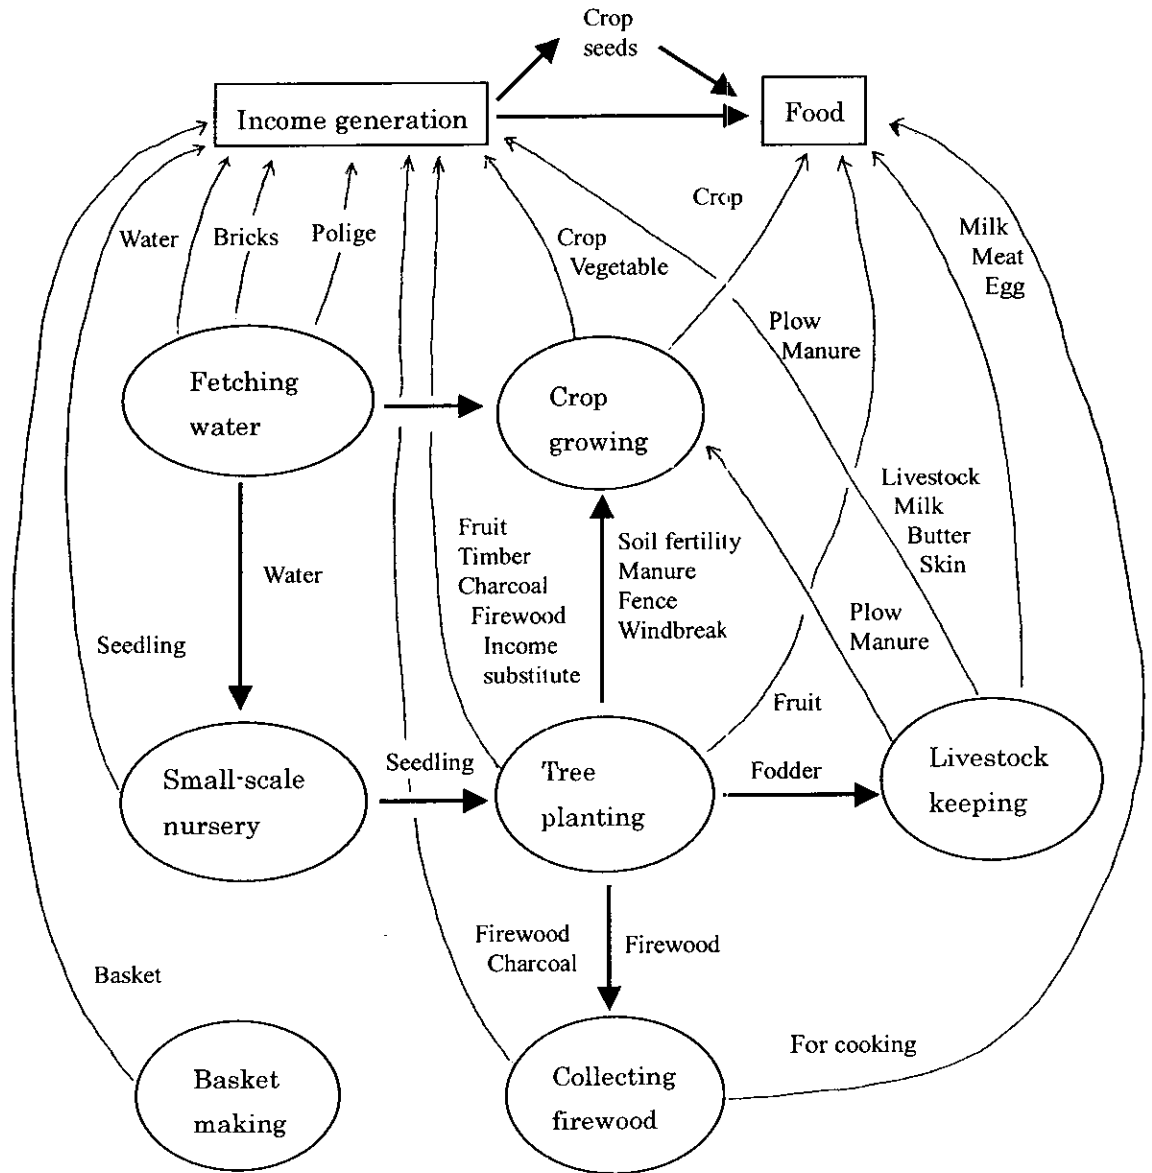 Crop
seeds
Income generation
Food
Water
Bricks
Polige
Crop
Vegetable
Crop
Milk
Meat
Egg
Plow
Manure
Fetching
water
Crop
growing
Livestock
Milk
Butter
Skin
Fruit
Timber
Charcoal
Firewood
Income
substitute
Soil fertility
Manure
Fence
Windbreak
Water
Seedling
Plow
Manure
Fruit
Small-scale
nursery
Seedling
Tree
planting
Fodder
Livestock
keeping
Firewood
Charcoal
Firewood
Basket
For cooking
Basket
making
Collecting
firewood